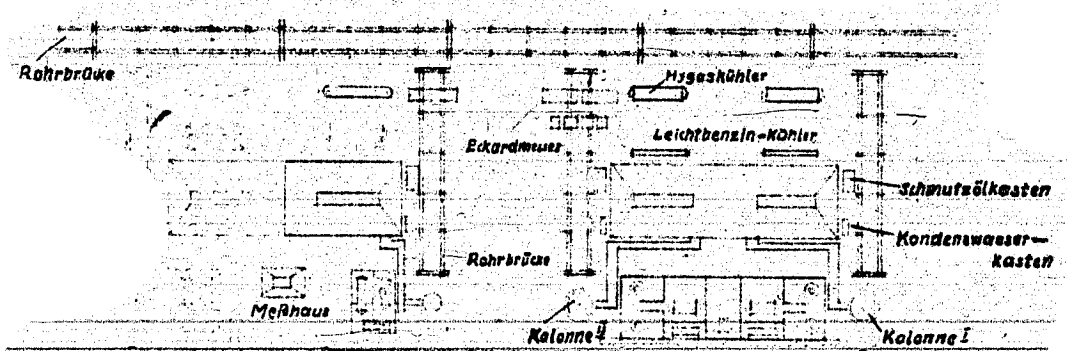 Rohrbrücke
Hygaskühler
Eckardmesser
Leichtbenzin-Kühler
Schmutzölkasten
Kondenswasser-
kasten
Rohrbrücke
Meßhaus
Kolonne II
Kolonne I